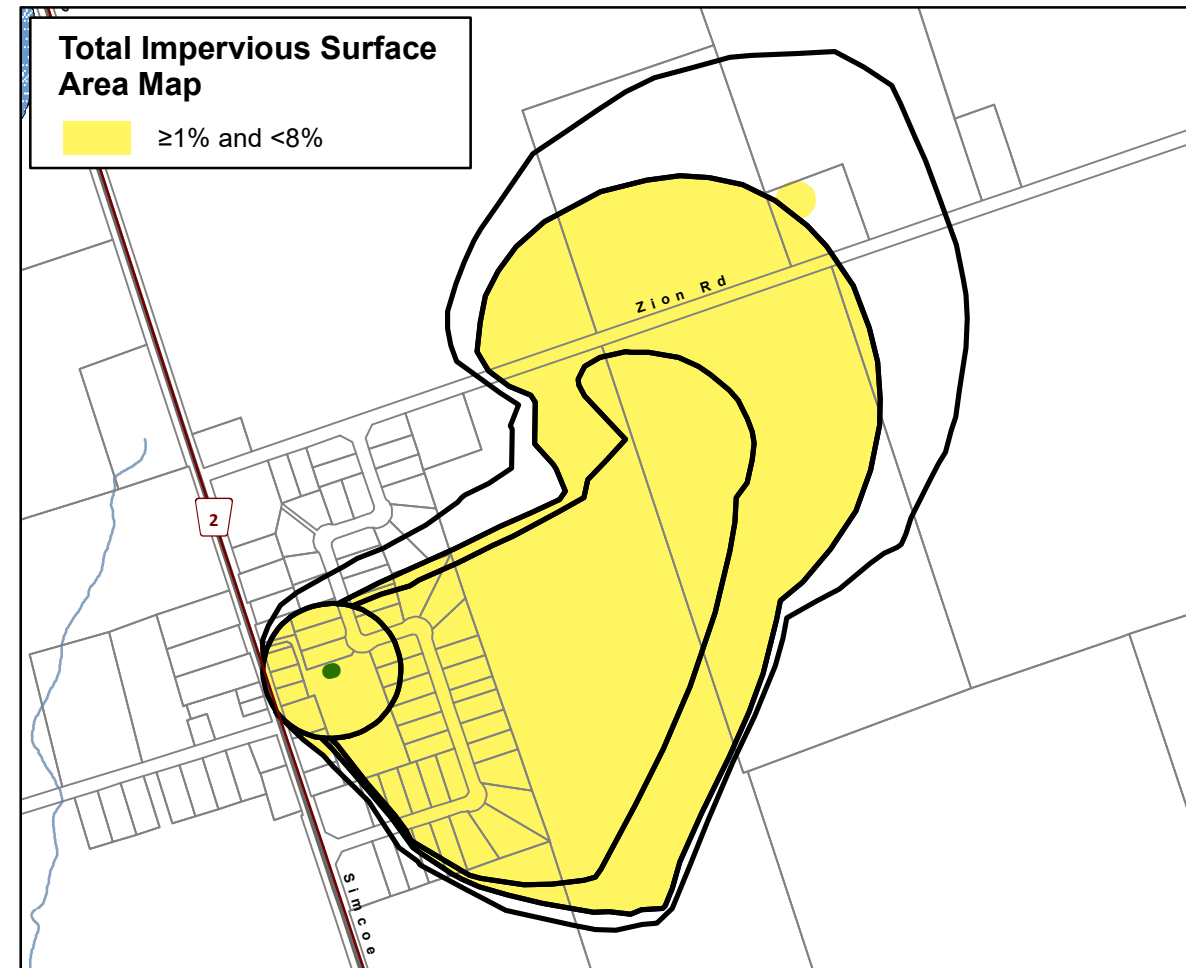 Total Impervious Surface
Area Map
≥1% and <8%
Zion Rd
2
Simcoe